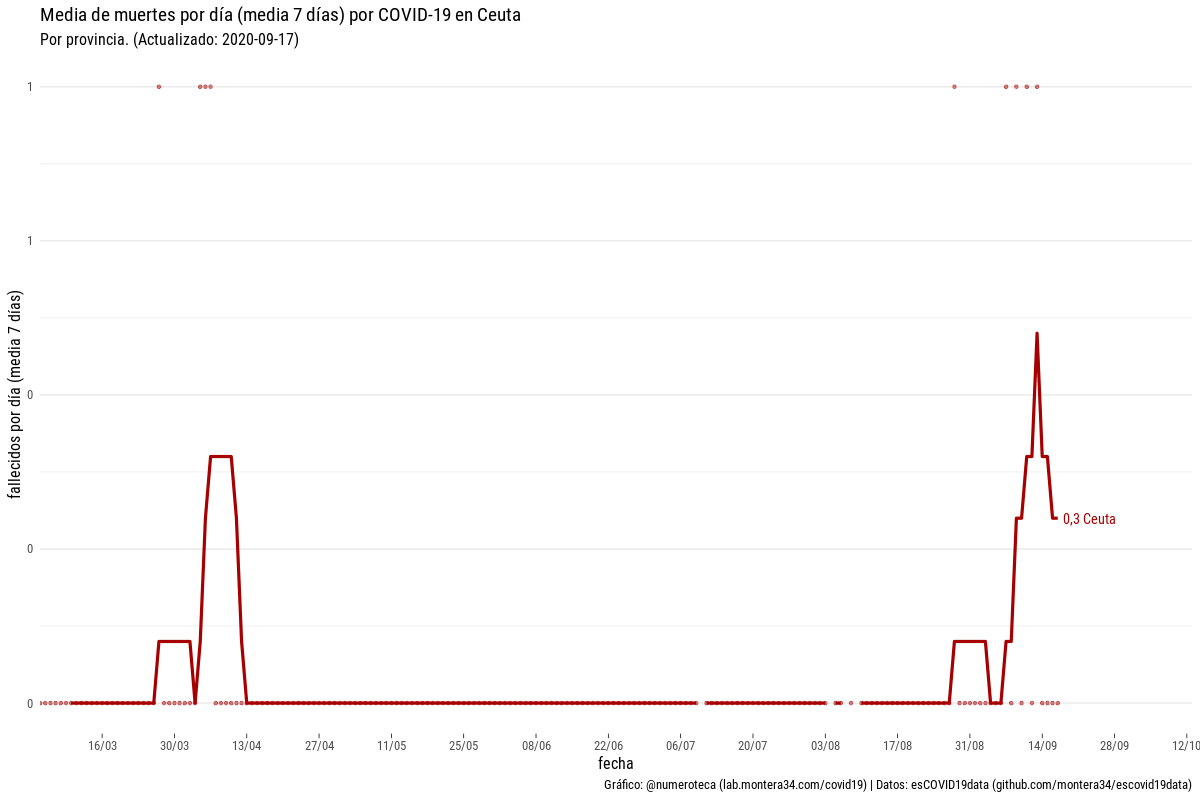 Media de muertes por día (media 7 días) por COVID-19 en Ceuta
Por provincia. (Actualizado: 2020-09-17)
1
1
0
0
0
fallecidos por día (media 7 días)
0,3 Ceuta
16/03 30/03 13/04 27/04 11/05 25/05 08/06 22/06 06/07 20/07 03/08 17/08 31/08 14/09 28/09 12/10
fecha
Gráfico: @numeroteca (lab.montera34.com/covid19) | Datos: esCOVID19data (github.com/montera34/escovid19data)